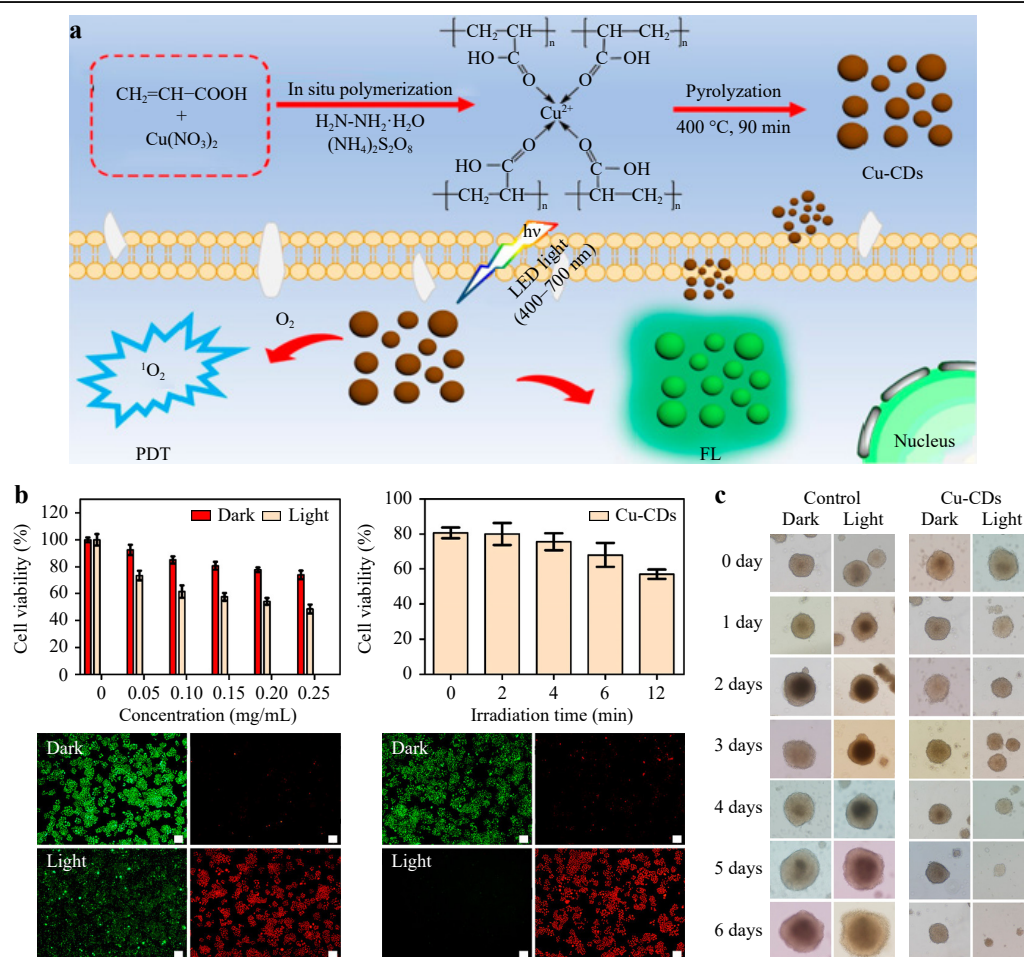 a
CH₂=CH−COOH
+
Cu(NO₃)₂
In situ polymerization
H₂N-NH₂·H₂O
(NH₄)₂S₂O₈
[CH₂−CH]n [CH−CH₂]n
HO−C C−OH
O O
Cu²⁺
O O
HO−C C−OH
[CH₂−CH]n [CH−CH₂]n
Pyrolyzation
400 °C, 90 min
Cu-CDs
hν
LED light
(400−700 nm)
O₂
¹O₂
PDT
FL
Nucleus
b
Cell viability (%)
120
100
80
60
40
20
0
Dark Light
0 0.05 0.10 0.15 0.20 0.25
Concentration (mg/mL)
Cell viability (%)
100
80
60
40
20
0
Cu-CDs
0 2 4 6 12
Irradiation time (min)
Dark
Light
Dark
Light
c
Control Cu-CDs
Dark Light Dark Light
0 day
1 day
2 days
3 days
4 days
5 days
6 days